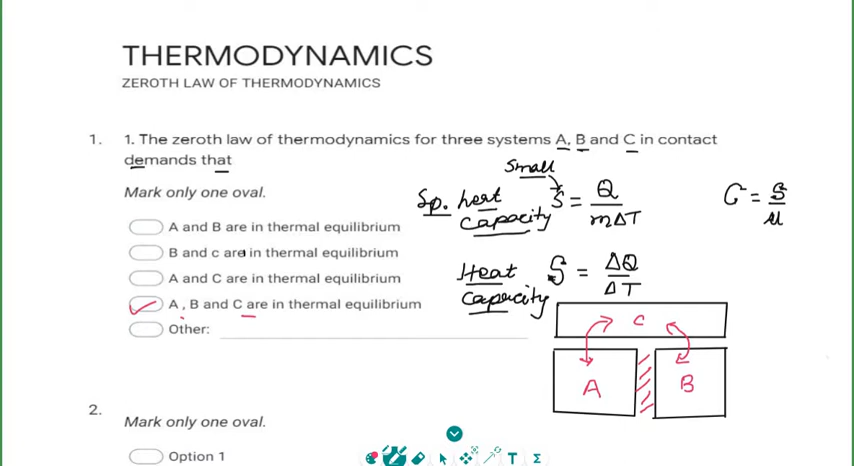 THERMODYNAMICS
ZEROTH LAW OF THERMODYNAMICS
1. 1. The zeroth law of thermodynamics for three systems A, B and C in contact
demands that
Mark only one oval.
A and B are in thermal equilibrium
B and c are in thermal equilibrium
A and C are in thermal equilibrium
A , B and C are in thermal equilibrium
Other:
Small
Sp. heat
capacity
s = Q / mΔT
C = S / μ
Heat
Capacity
S = ΔQ / ΔT
C
A
B
2.
Mark only one oval.
Option 1
T Σ